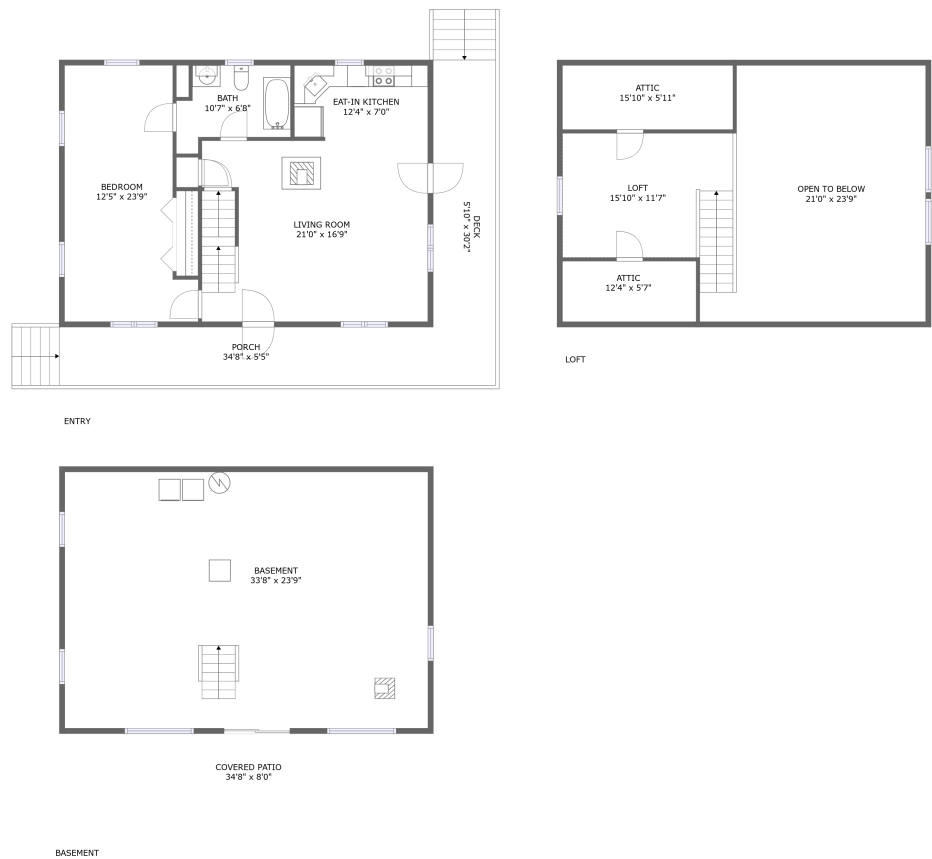 BATH
10'7" x 6'8"
EAT-IN KITCHEN
12'4" x 7'0"
BEDROOM
12'5" x 23'9"
LIVING ROOM
21'0" x 16'9"
DECK
5'10" x 30'2"
PORCH
34'8" x 5'5"
ENTRY
ATTIC
15'10" x 5'11"
LOFT
15'10" x 11'7"
OPEN TO BELOW
21'0" x 23'9"
ATTIC
12'4" x 5'7"
LOFT
BASEMENT
33'8" x 23'9"
COVERED PATIO
34'8" x 8'0"
BASEMENT